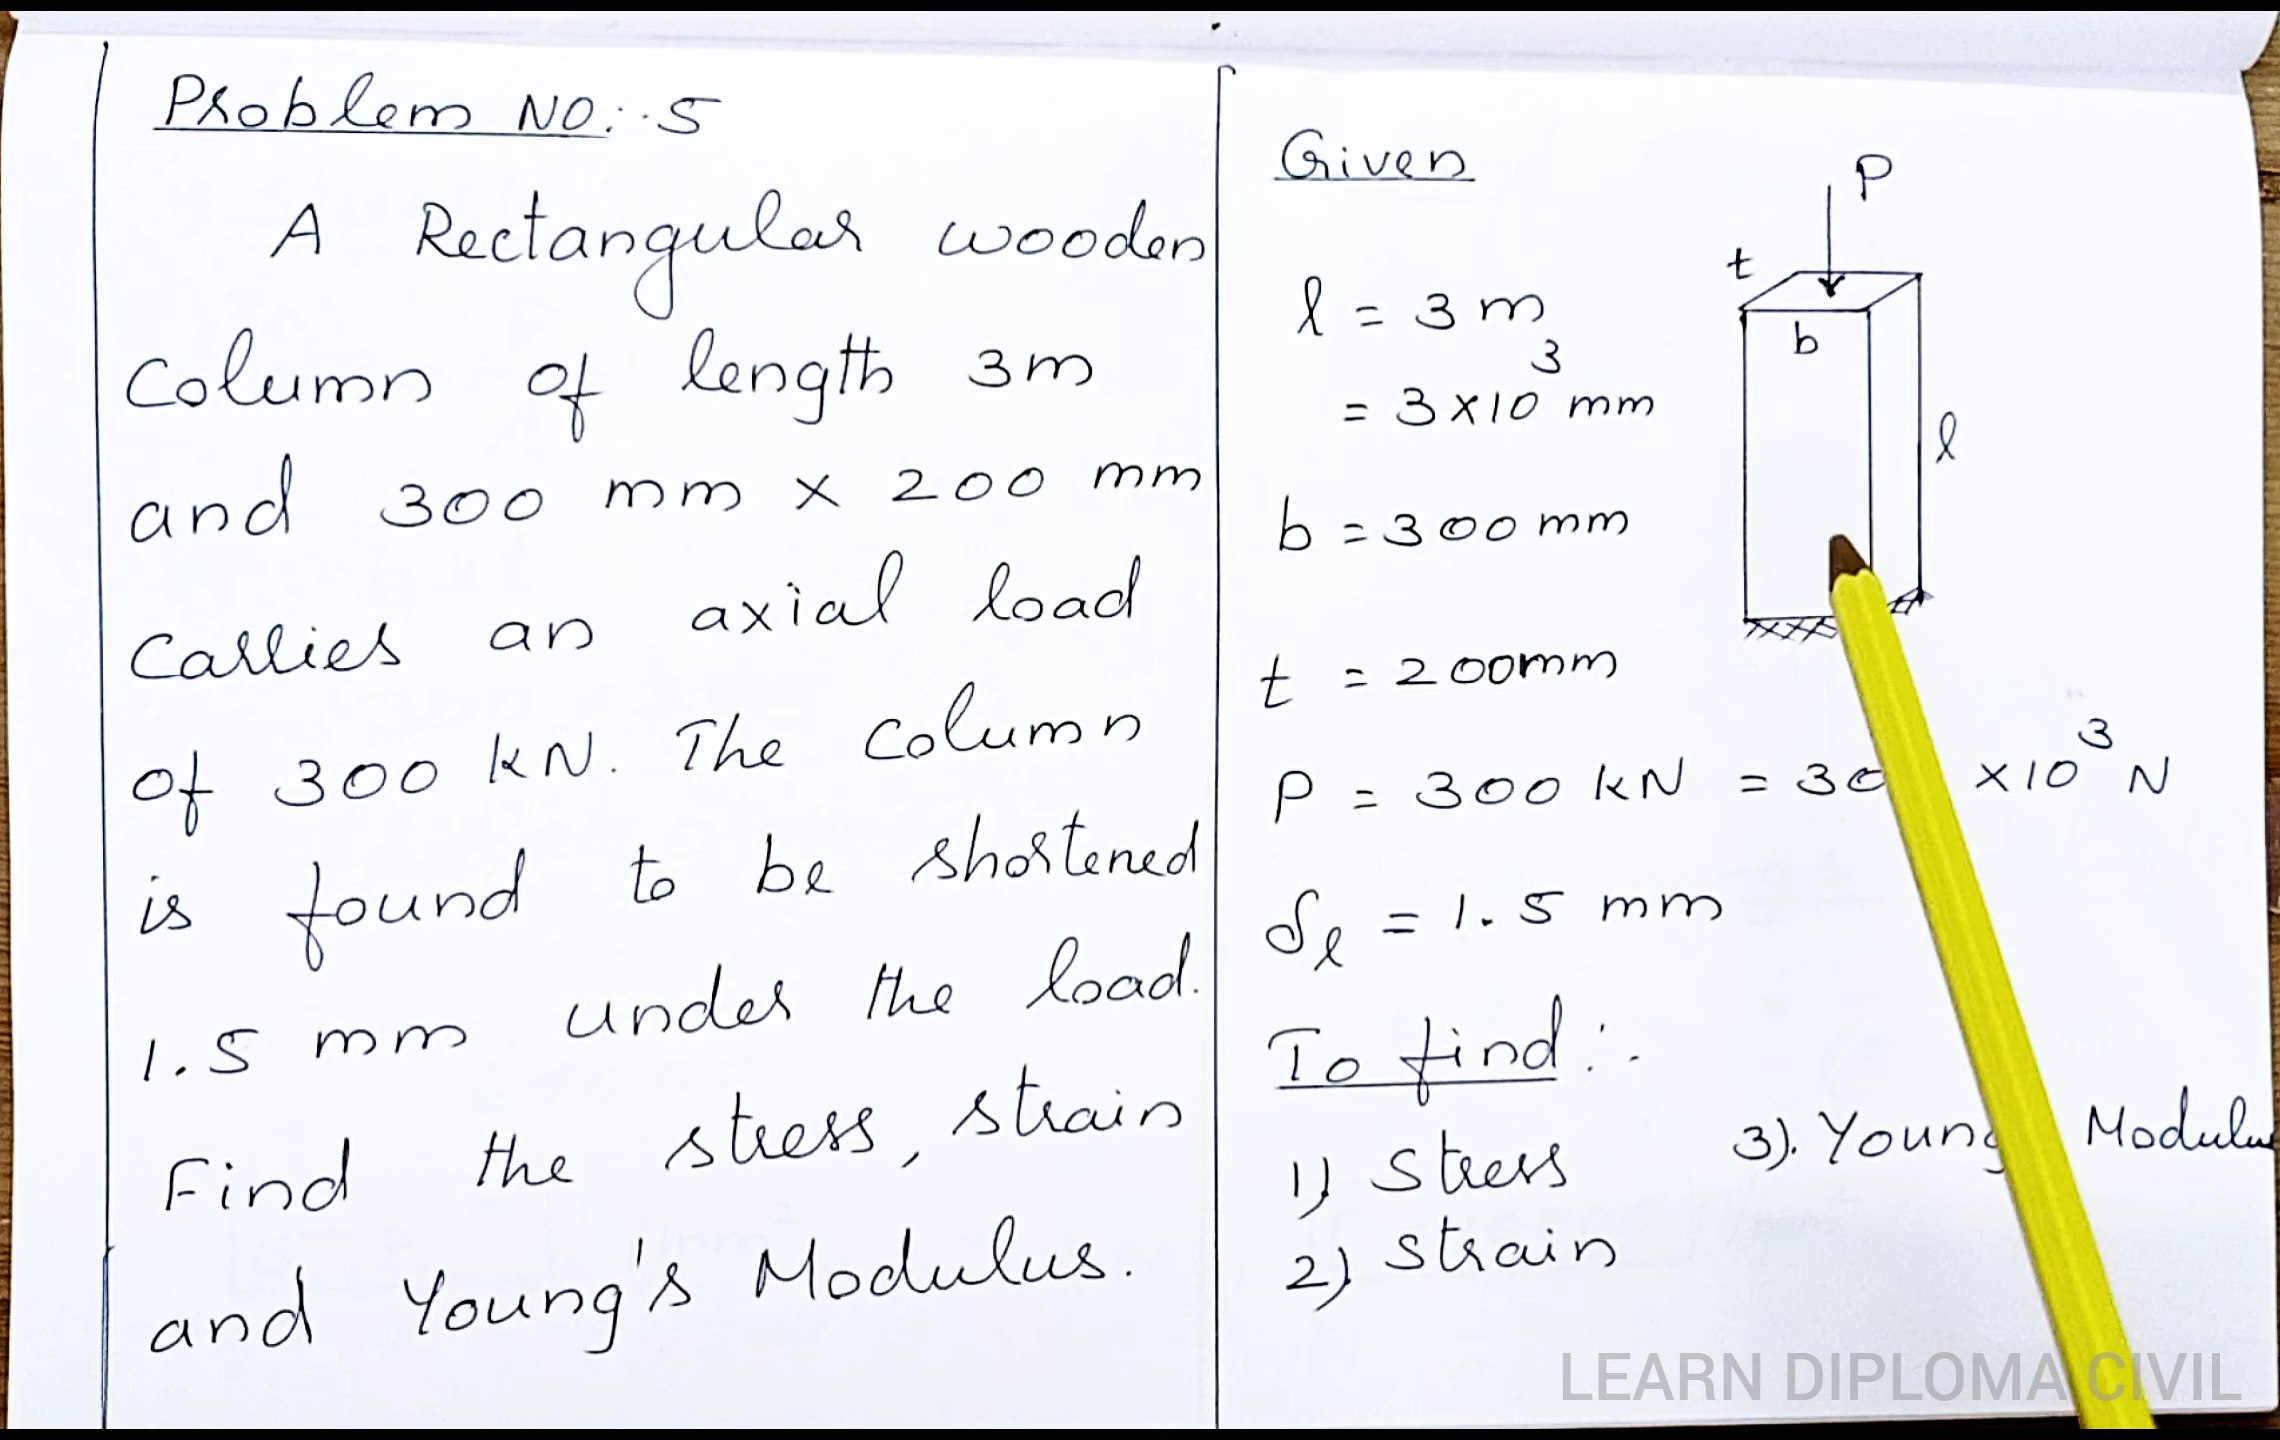 Problem NO:- 5
A Rectangular wooden
Column of length 3m
and 300 mm x 200 mm
Carries an axial load
of 300 kN. The Column
is found to be shortened
1.5 mm under the load.
Find the stress, strain
and Young's Modulus.
Given
P
t
b
l
l = 3 m
= 3×10³ mm
b = 300 mm
t = 200mm
P = 300 kN = ×10³ N
δl = 1.5 mm
To find :-
1) Stress
2) Strain
3). Modulu
LEARN DIPLOMA CIVIL